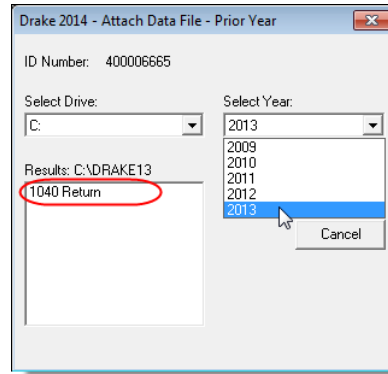 Drake 2014 - Attach Data File - Prior Year
ID Number: 400006665
Select Drive:
C:
Results: C:\DRAKE13
1040 Return
Select Year:
2013
2009
2010
2011
2012
2013
Cancel